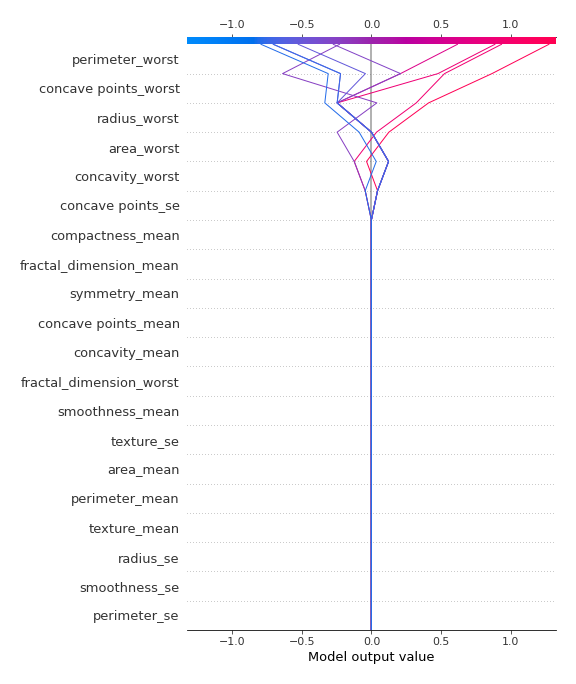 −1.0 −0.5 0.0 0.5 1.0
perimeter_worst
concave points_worst
radius_worst
area_worst
concavity_worst
concave points_se
compactness_mean
fractal_dimension_mean
symmetry_mean
concave points_mean
concavity_mean
fractal_dimension_worst
smoothness_mean
texture_se
area_mean
perimeter_mean
texture_mean
radius_se
smoothness_se
perimeter_se
−1.0 −0.5 0.0 0.5 1.0
Model output value